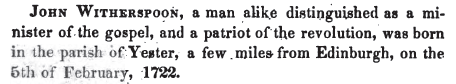 JOHN WITHERSPOON, a man alike distinguished as a mi-
nister of the gospel, and a patriot of the revolution, was born
in the parish of Yester, a few miles from Edinburgh, on the
5th of February, 1722.